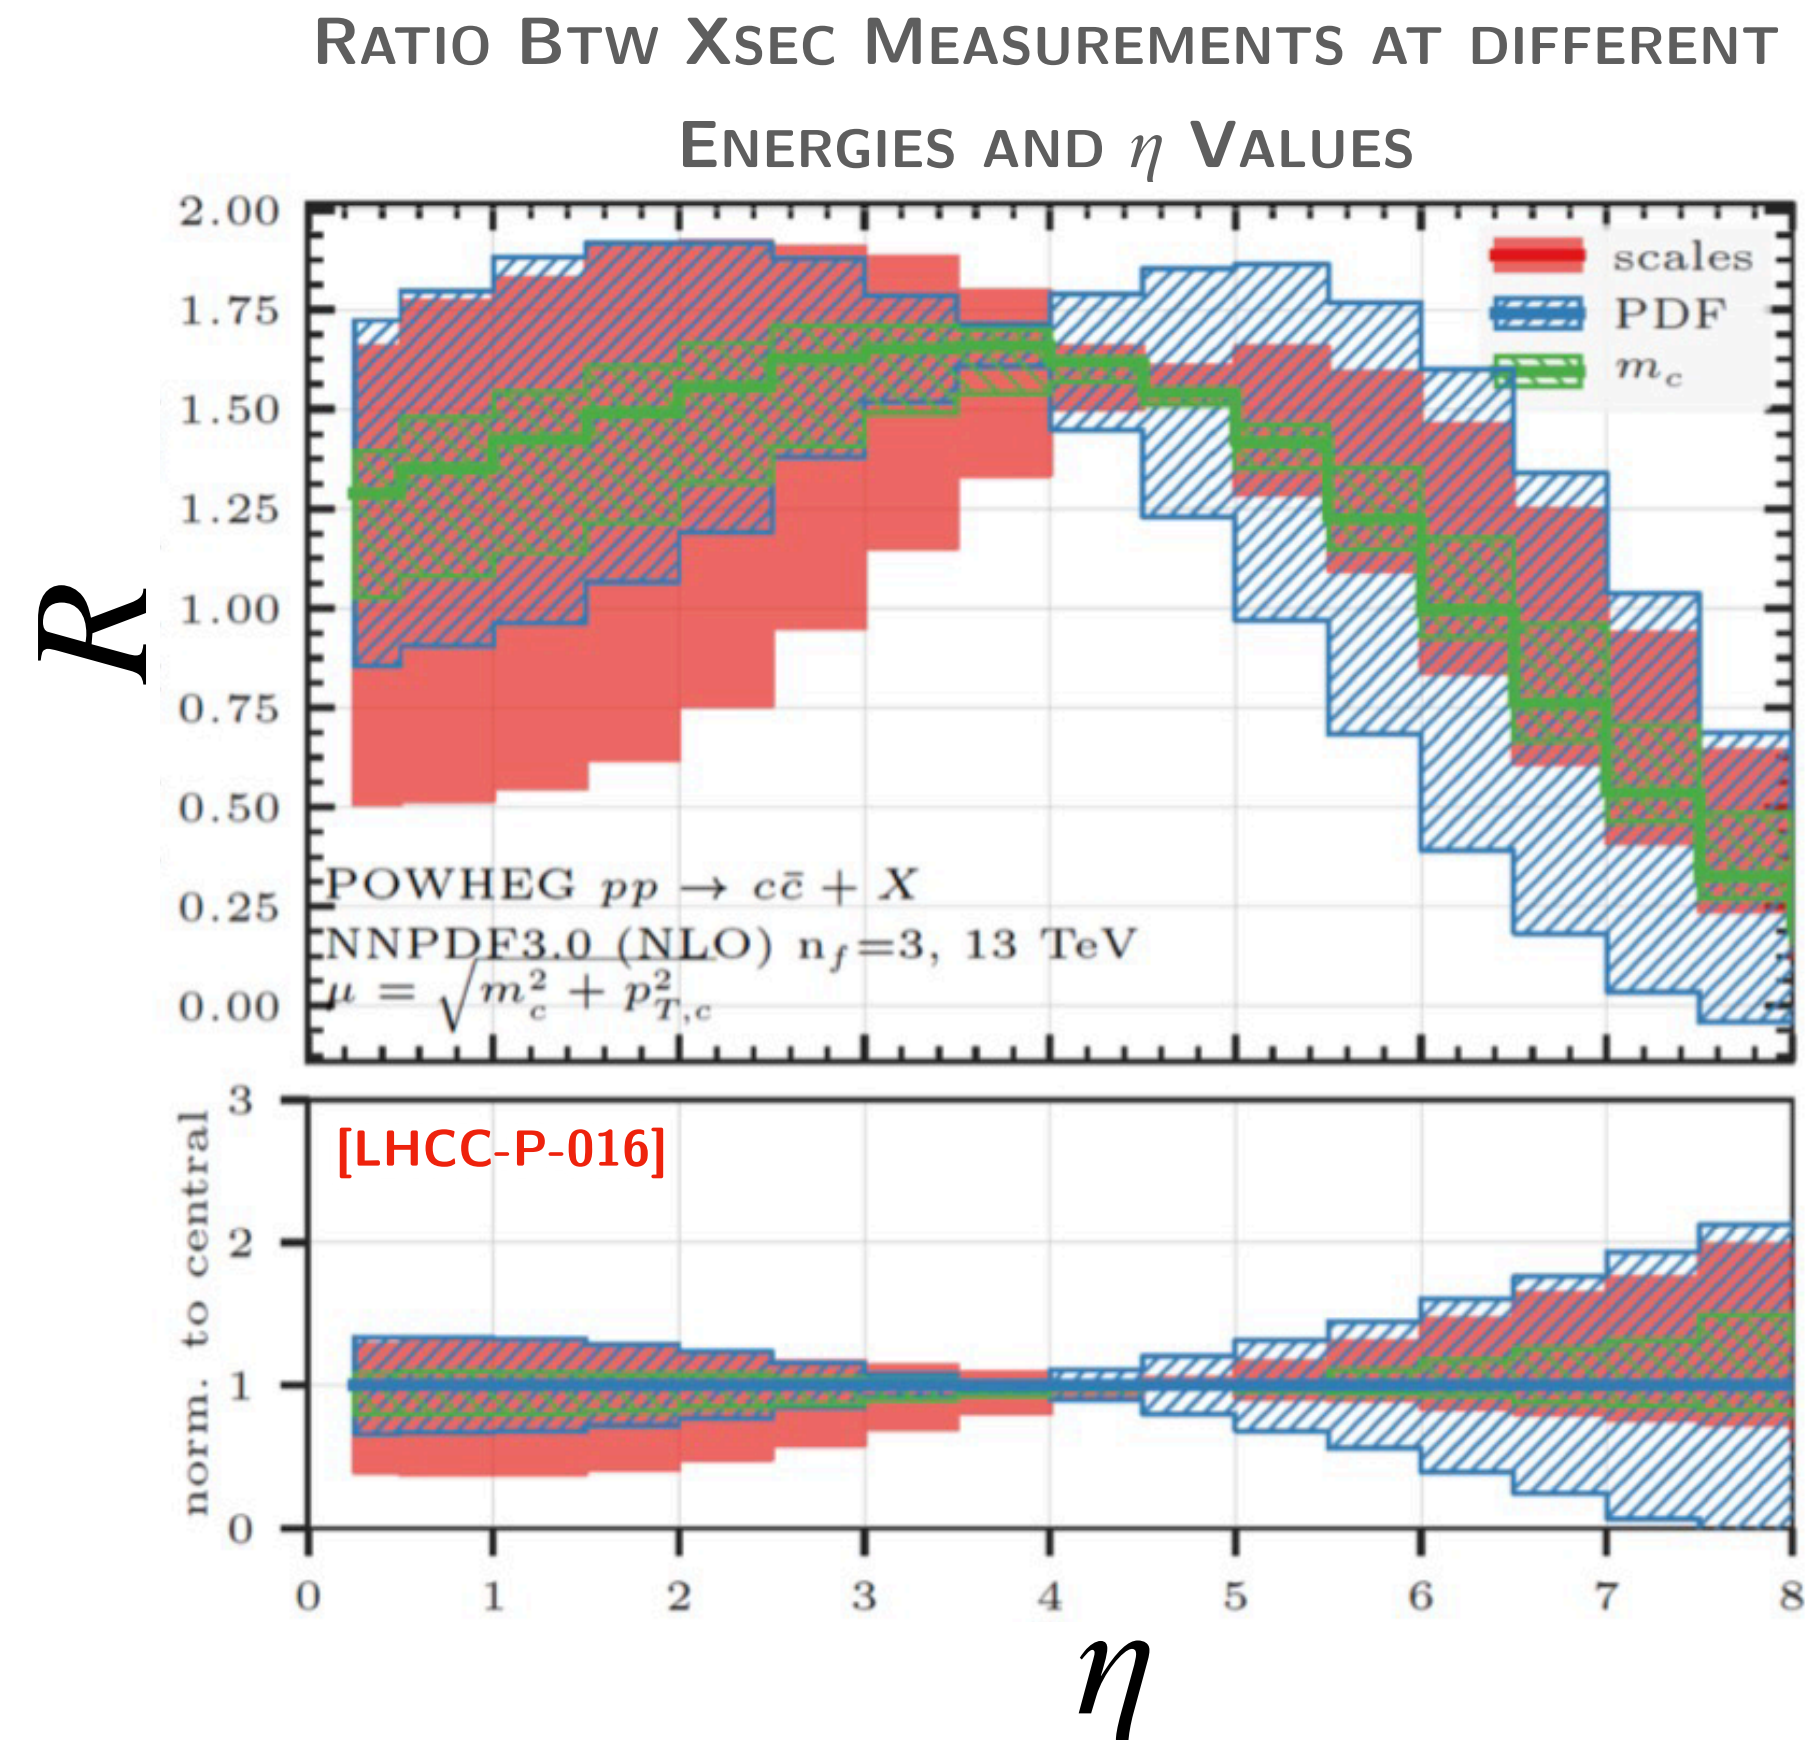 RATIO BTW XSEC MEASUREMENTS AT DIFFERENT
ENERGIES AND η VALUES
2.00
1.75
1.50
1.25
1.00
0.75
0.50
0.25
0.00
R
scales
PDF
m_c
POWHEG pp → cc̄ + X
NNPDF3.0 (NLO) n_f=3, 13 TeV
μ = √(m_c^2 + p_{T,c}^2)
3
2
1
0
norm. to central
[LHCC-P-016]
0 1 2 3 4 5 6 7 8
η